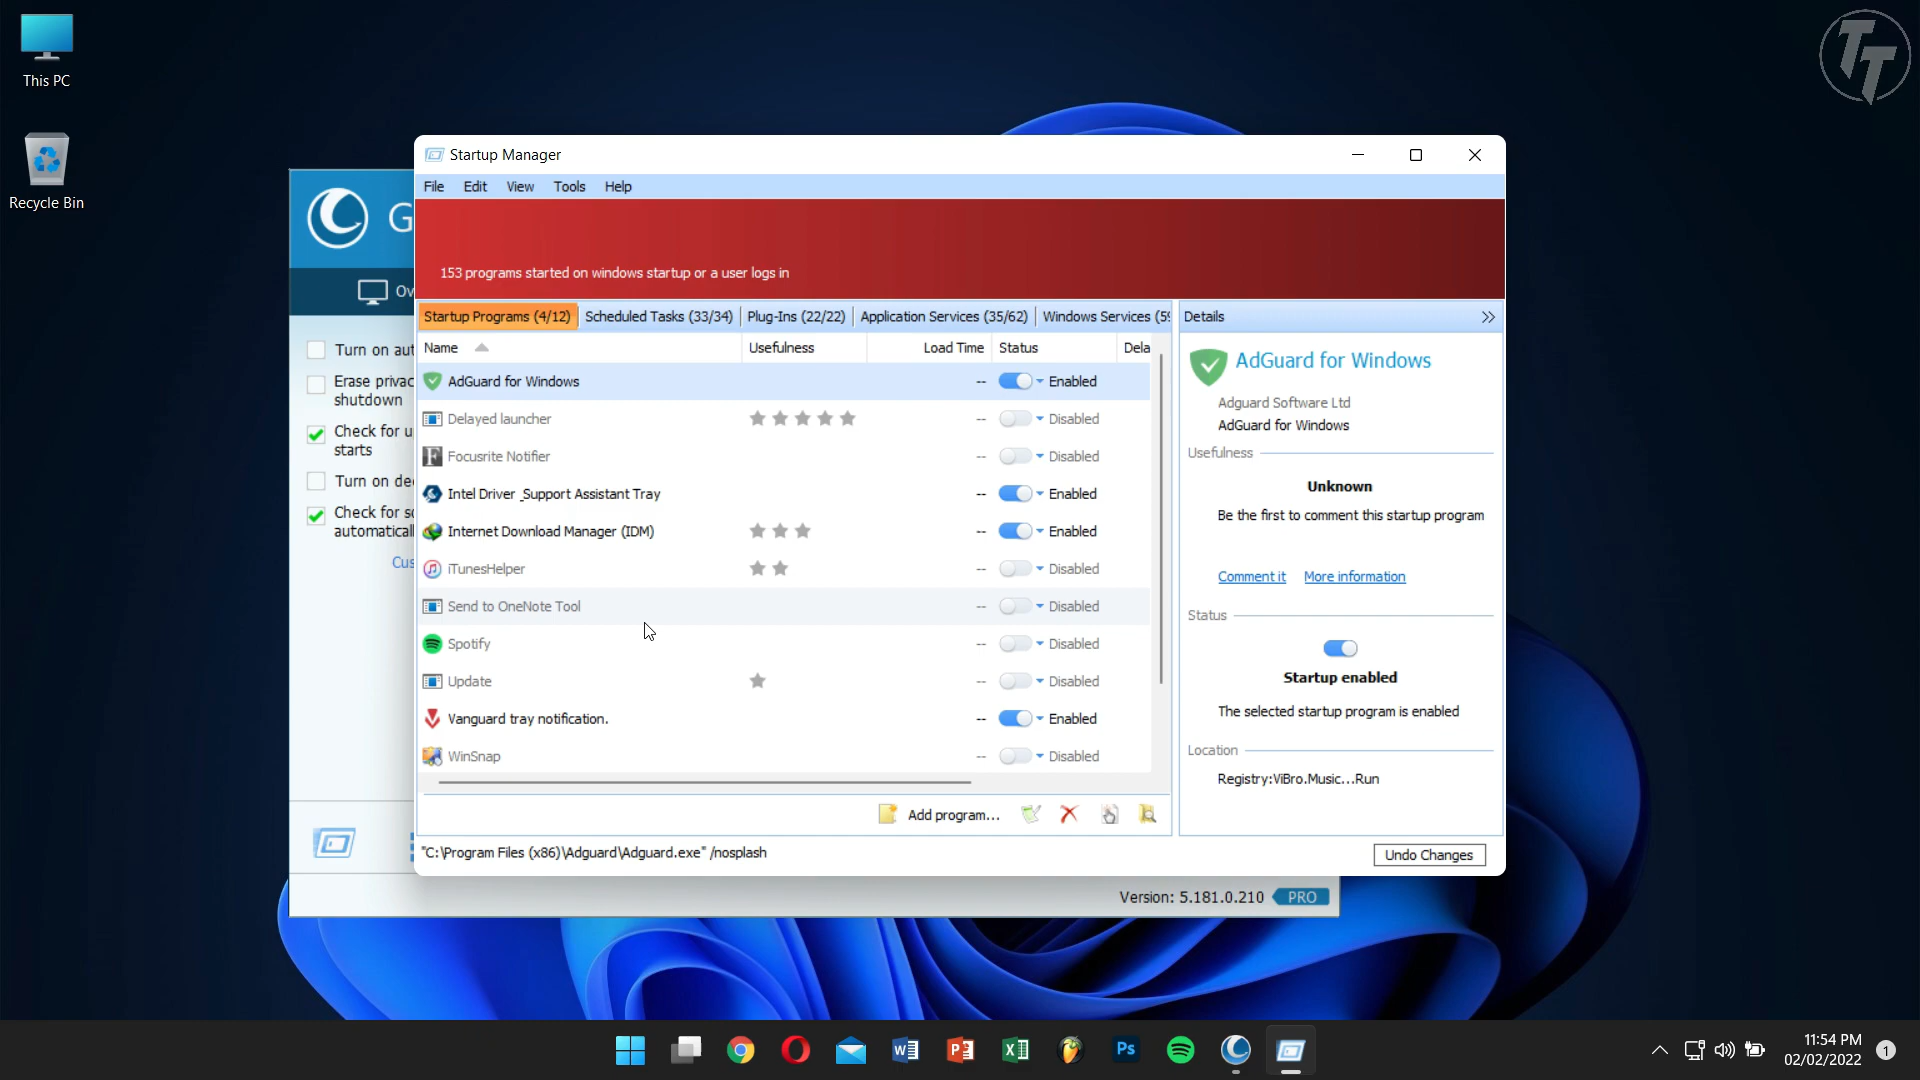 This PC
Recycle Bin
TT
G
Ov
Turn on aut
Erase privac
shutdown
Check for u
starts
Turn on de
Check for so
automatical
Cus
Startup Manager
File Edit View Tools Help
153 programs started on windows startup or a user logs in
Startup Programs (4/12) Scheduled Tasks (33/34) Plug-Ins (22/22) Application Services (35/62) Windows Services (59
Name Usefulness Load Time Status Dela
AdGuard for Windows -- Enabled
Delayed launcher -- Disabled
Focusrite Notifier -- Disabled
Intel Driver _Support Assistant Tray -- Enabled
Internet Download Manager (IDM) -- Enabled
iTunesHelper -- Disabled
Send to OneNote Tool -- Disabled
Spotify -- Disabled
Update -- Disabled
Vanguard tray notification. -- Enabled
WinSnap -- Disabled
Add program...
"C:\Program Files (x86)\Adguard\Adguard.exe" /nosplash
Details
AdGuard for Windows
Adguard Software Ltd
AdGuard for Windows
Usefulness
Unknown
Be the first to comment this startup program
Comment it More information
Status
Startup enabled
The selected startup program is enabled
Location
Registry:ViBro.Music...Run
Undo Changes
Version: 5.181.0.210 PRO
Ps
11:54 PM
02/02/2022
1